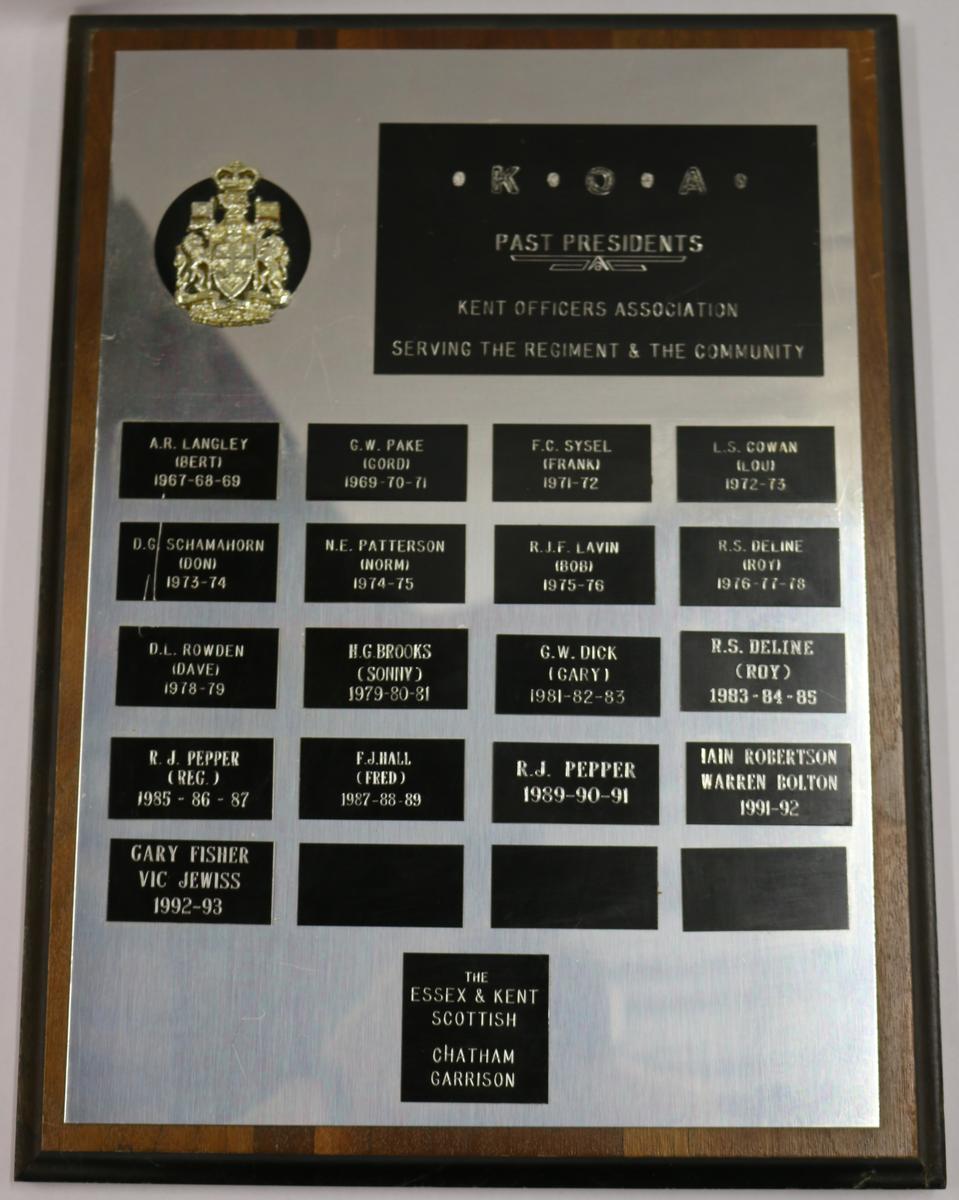 • K • O • A •
PAST PRESIDENTS
KENT OFFICERS ASSOCIATION
SERVING THE REGIMENT & THE COMMUNITY
A.R. LANGLEY
(BERT)
1967-68-69
G.W. PAKE
(GORD)
1969-70-71
F.C. SYSEL
(FRANK)
1971-72
L.S. COWAN
(LOU)
1972-73
D.G. SCHAMAHORN
(DON)
1973-74
N.E. PATTERSON
(NORM)
1974-75
R.J.F. LAVIN
(BOB)
1975-76
R.S. DELINE
(ROY)
1976-77-78
D.L. ROWDEN
(DAVE)
1978-79
H.G.BROOKS
(SONNY)
1979-80-81
G.W. DICK
(GARY)
1981-82-83
R.S. DELINE
(ROY)
1983-84-85
R. J. PEPPER
(REG.)
1985 - 86 - 87
F.J.HALL
(FRED)
1987-88-89
R.J. PEPPER
1989-90-91
IAIN ROBERTSON
WARREN BOLTON
1991-92
GARY FISHER
VIC JEWISS
1992-93
THE
ESSEX & KENT
SCOTTISH
CHATHAM
GARRISON